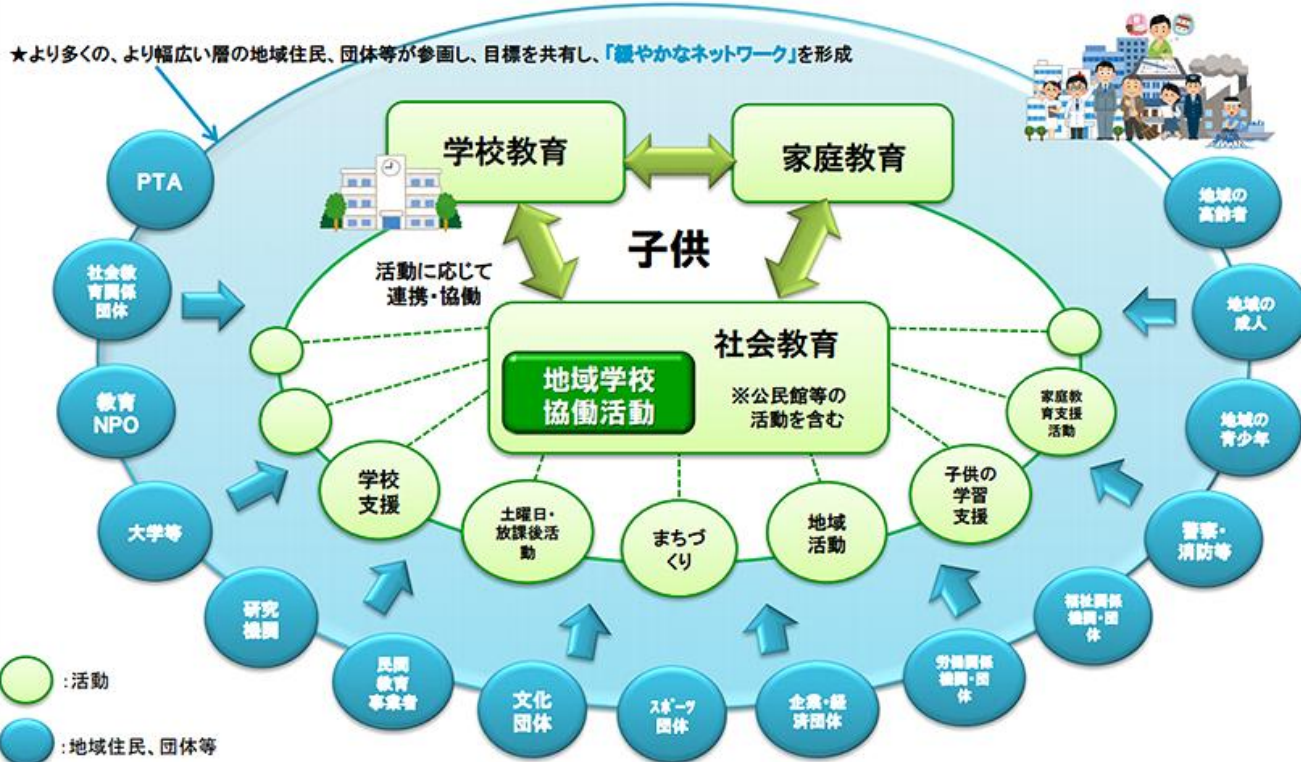 ★より多くの、より幅広い層の地域住民、団体等が参画し、目標を共有し、「緩やかなネットワーク」を形成
学校教育
家庭教育
子供
活動に応じて
連携・協働
社会教育
地域学校
協働活動
※公民館等の
活動を含む
PTA
社会教
育関係
団体
教育
NPO
大学等
研究
機関
民間
教育
事業者
文化
団体
スポーツ
団体
企業・経
済団体
労働関係
機関・団
体
福祉関係
機関・団
体
警察・
消防等
地域の
青少年
地域の
成人
地域の
高齢者
学校
支援
土曜日・
放課後活
動
まちづ
くり
地域
活動
子供の
学習
支援
家庭教
育支援
活動
:活動
:地域住民、団体等